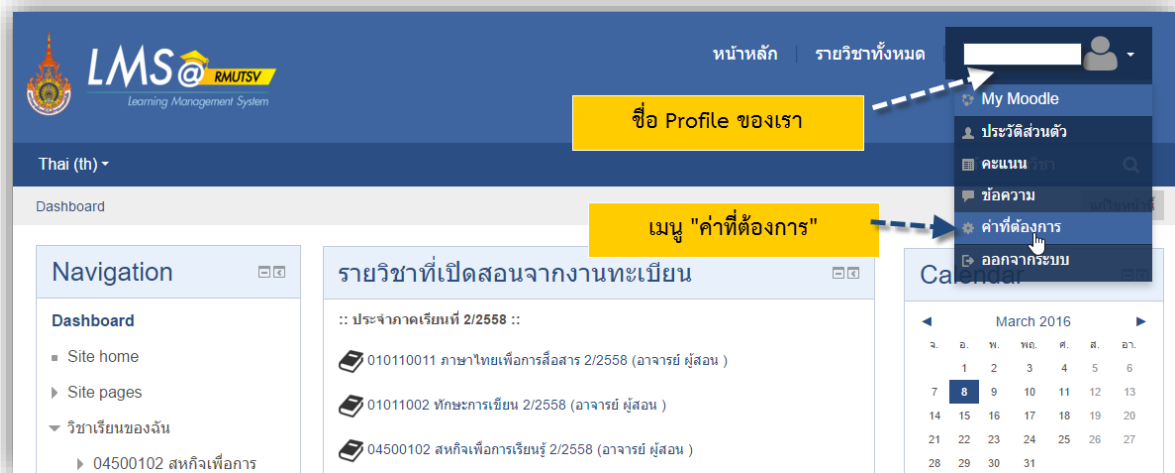 LMS@RMUTSV
Learning Management System
หน้าหลัก
รายวิชาทั้งหมด
ชื่อ Profile ของเรา
My Moodle
ประวัติส่วนตัว
คะแนน
ข้อความ
ค่าที่ต้องการ
ออกจากระบบ
Thai (th)
Dashboard
เมนู "ค่าที่ต้องการ"
Navigation
Dashboard
Site home
Site pages
วิชาเรียนของฉัน
04500102 สหกิจเพื่อการ
รายวิชาที่เปิดสอนจากงานทะเบียน
:: ประจำภาคเรียนที่ 2/2558 ::
010110011 ภาษาไทยเพื่อการสื่อสาร 2/2558 (อาจารย์ ผู้สอน )
01011002 ทักษะการเขียน 2/2558 (อาจารย์ ผู้สอน )
04500102 สหกิจเพื่อการเรียนรู้ 2/2558 (อาจารย์ ผู้สอน )
Calendar
March 2016
จ. อ. พ. พฤ. ศ. ส. อา.
1 2 3 4 5 6
7 8 9 10 11 12 13
14 15 16 17 18 19 20
21 22 23 24 25 26 27
28 29 30 31